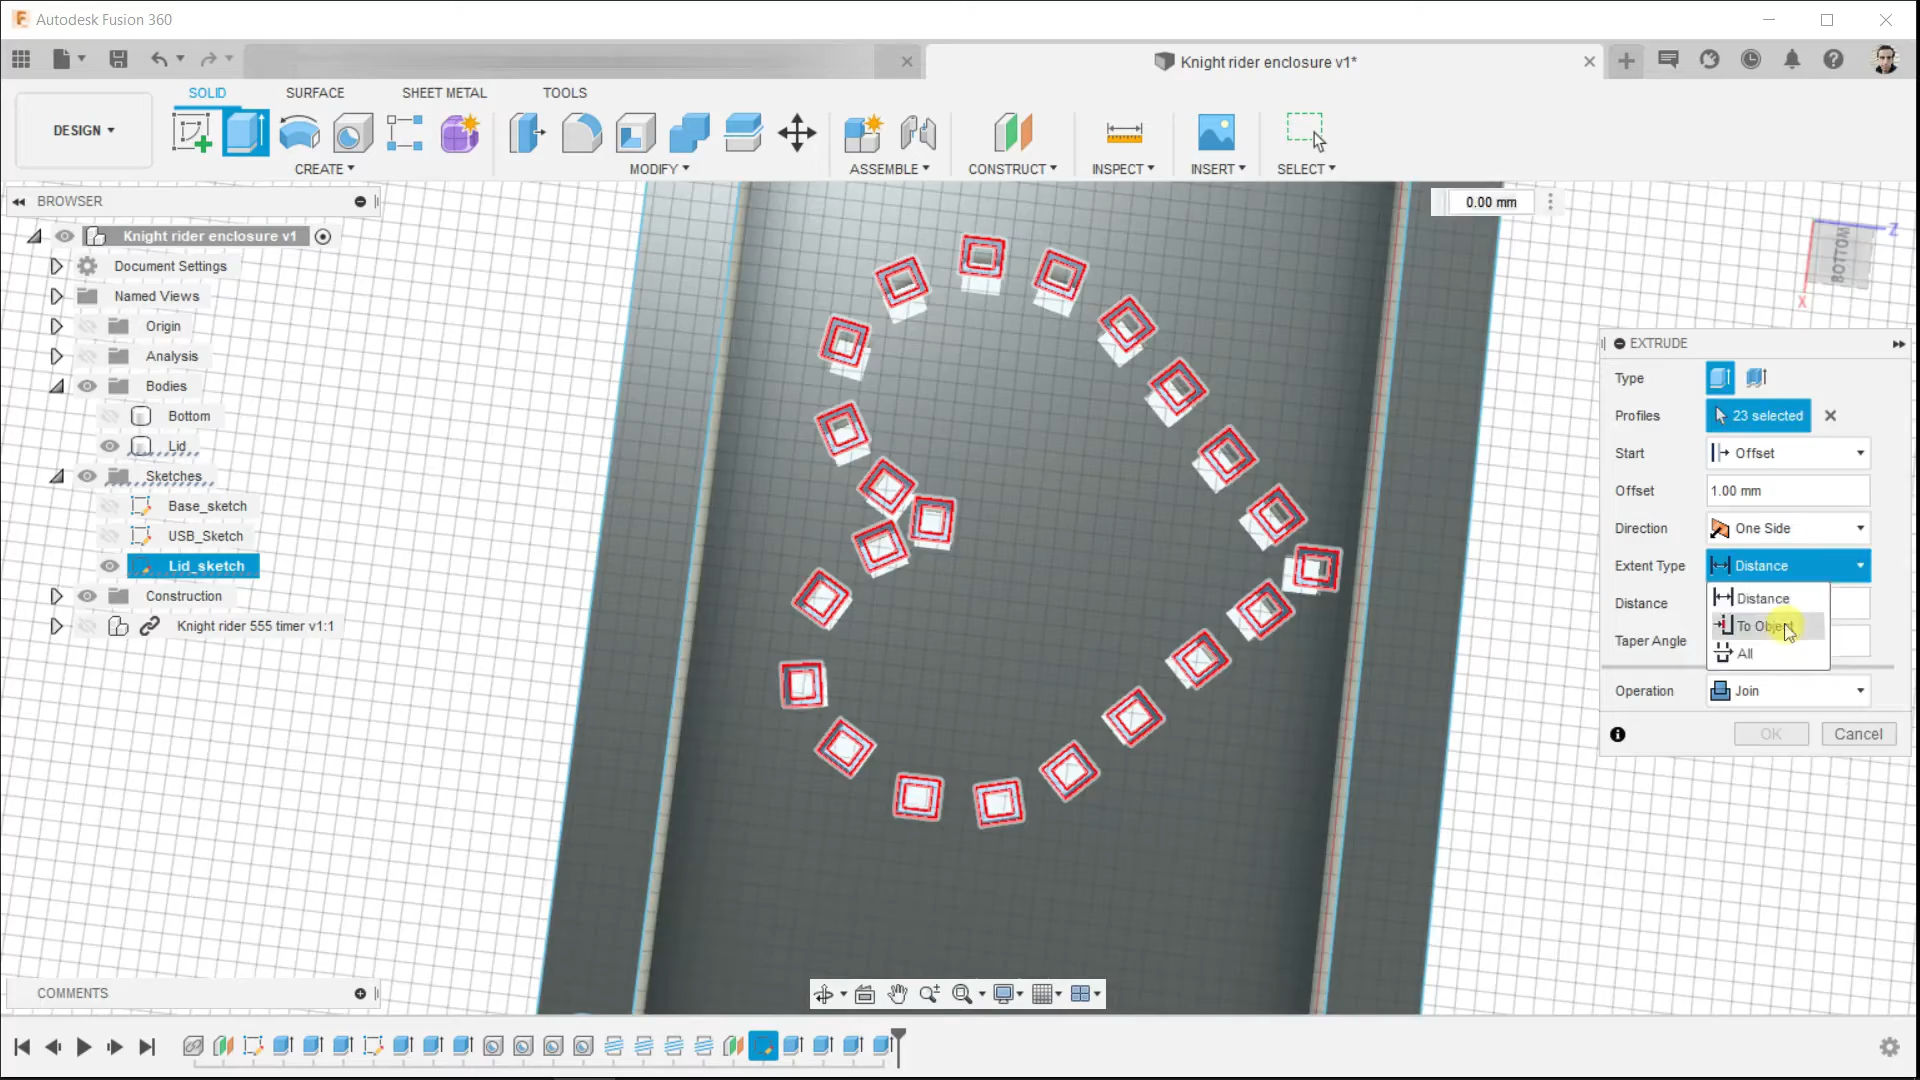 Autodesk Fusion 360
Knight rider enclosure v1*
DESIGN
SOLID
SURFACE
SHEET METAL
TOOLS
CREATE
MODIFY
ASSEMBLE
CONSTRUCT
INSPECT
INSERT
SELECT
BROWSER
Knight rider enclosure v1
Document Settings
Named Views
Origin
Analysis
Bodies
Bottom
Lid
Sketches
Base_sketch
USB_Sketch
Lid_sketch
Construction
Knight rider 555 timer v1:1
0.00 mm
BOTTOM
Z
X
EXTRUDE
Type
Profiles 23 selected
Start Offset
Offset 1.00 mm
Direction One Side
Extent Type Distance
Distance Distance
To Object
Taper Angle All
Operation Join
OK Cancel
COMMENTS